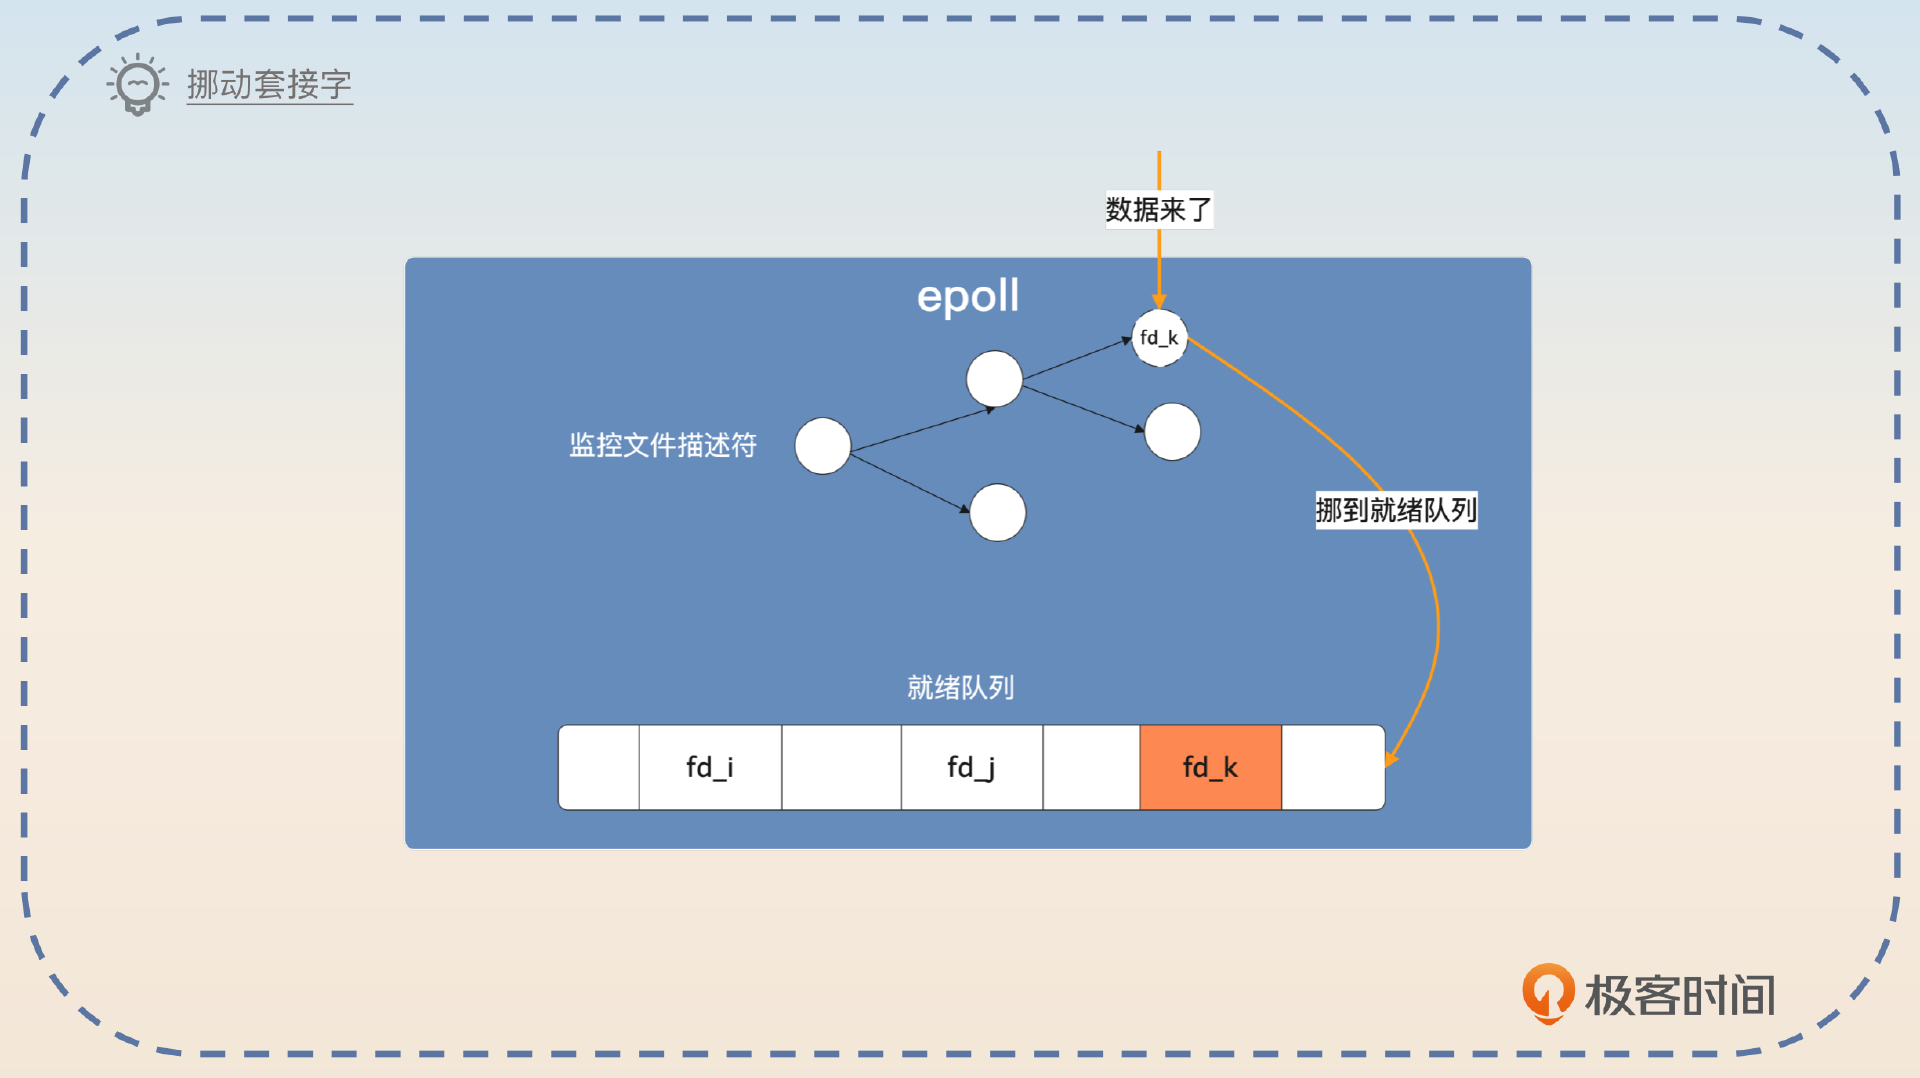 挪动套接字
数据来了
epoll
fd_k
监控文件描述符
挪到就绪队列
就绪队列
fd_i
fd_j
fd_k
极客时间